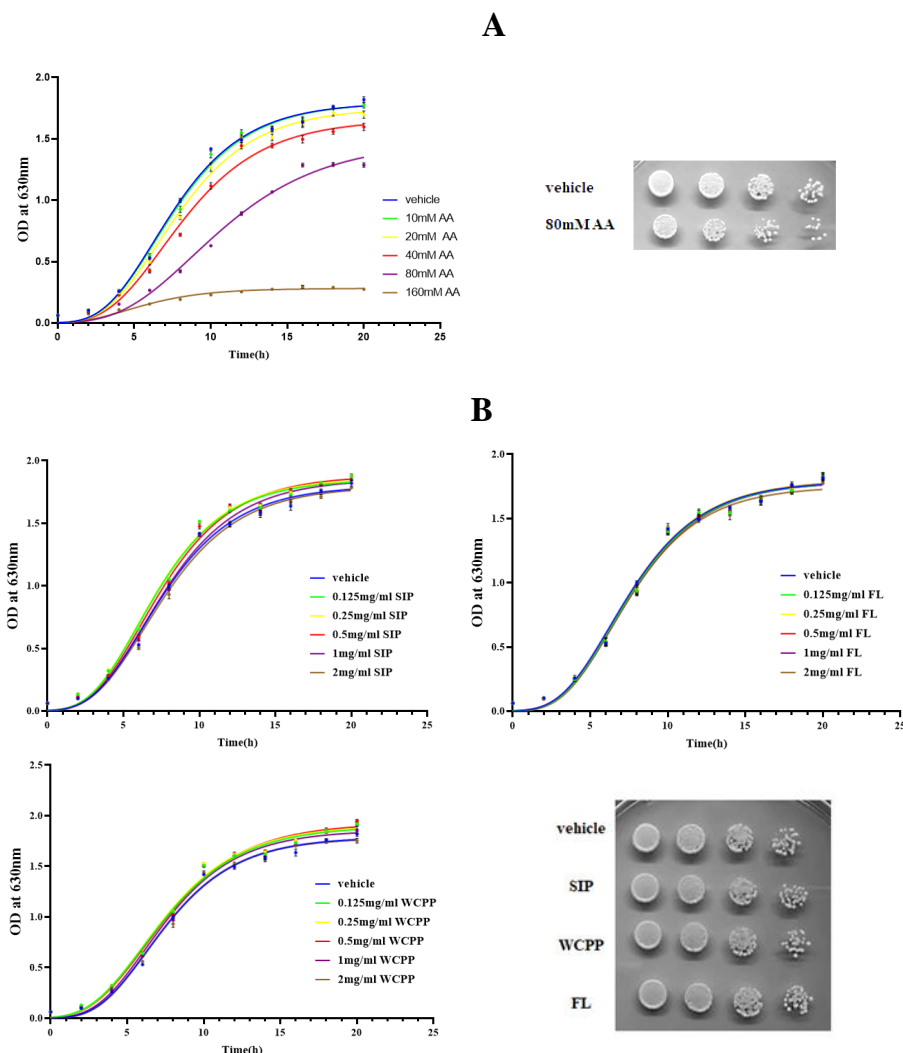 A
2.0
1.5
1.0
0.5
0.0
OD at 630nm
0 5 10 15 20 25
Time(h)
vehicle
10mM AA
20mM AA
40mM AA
80mM AA
160mM AA
vehicle
80mM AA
B
2.0
1.5
1.0
0.5
0.0
OD at 630nm
0 5 10 15 20 25
Time(h)
vehicle
0.125mg/ml SIP
0.25mg/ml SIP
0.5mg/ml SIP
1mg/ml SIP
2mg/ml SIP
2.0
1.5
1.0
0.5
0.0
OD at 630nm
0 5 10 15 20 25
Time(h)
vehicle
0.125mg/ml FL
0.25mg/ml FL
0.5mg/ml FL
1mg/ml FL
2mg/ml FL
2.5
2.0
1.5
1.0
0.5
0.0
OD at 630nm
0 5 10 15 20 25
Time(h)
vehicle
0.125mg/ml WCPP
0.25mg/ml WCPP
0.5mg/ml WCPP
1mg/ml WCPP
2mg/ml WCPP
vehicle
SIP
WCPP
FL